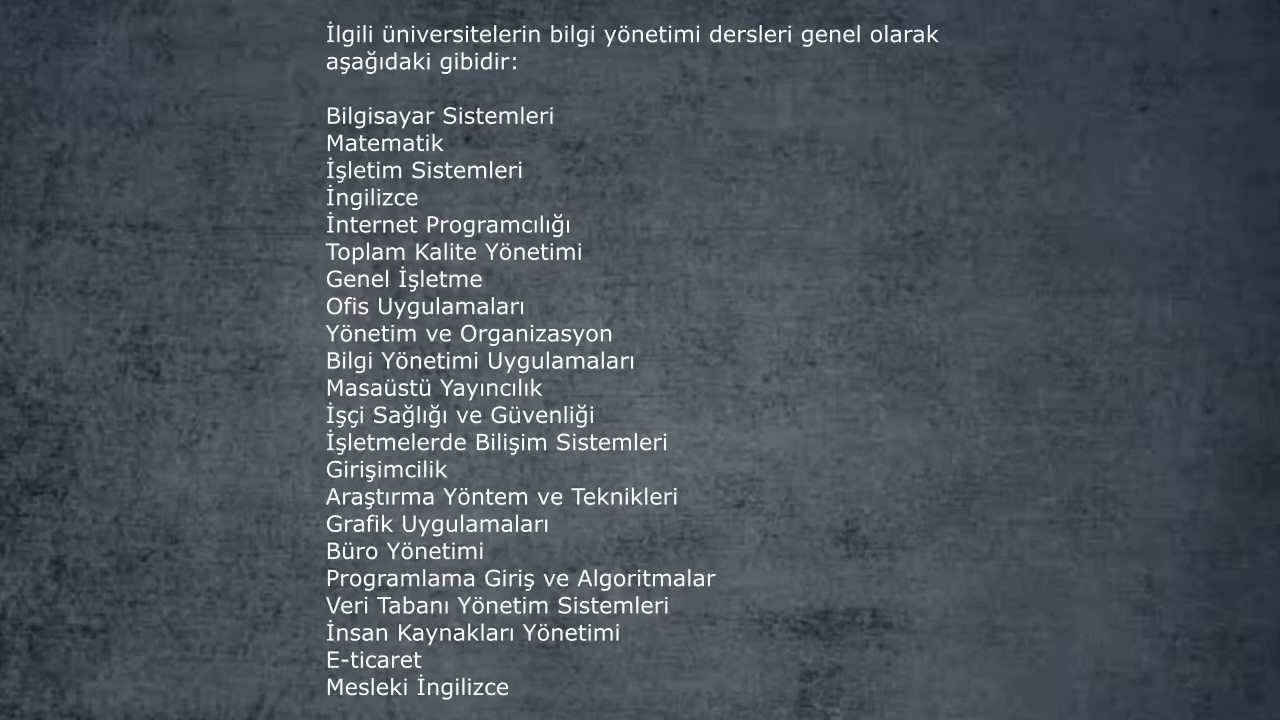 İlgili üniversitelerin bilgi yönetimi dersleri genel olarak
aşağıdaki gibidir:
Bilgisayar Sistemleri
Matematik
İşletim Sistemleri
İngilizce
İnternet Programcılığı
Toplam Kalite Yönetimi
Genel İşletme
Ofis Uygulamaları
Yönetim ve Organizasyon
Bilgi Yönetimi Uygulamaları
Masaüstü Yayıncılık
İşçi Sağlığı ve Güvenliği
İşletmelerde Bilişim Sistemleri
Girişimcilik
Araştırma Yöntem ve Teknikleri
Grafik Uygulamaları
Büro Yönetimi
Programlama Giriş ve Algoritmalar
Veri Tabanı Yönetim Sistemleri
İnsan Kaynakları Yönetimi
E-ticaret
Mesleki İngilizce